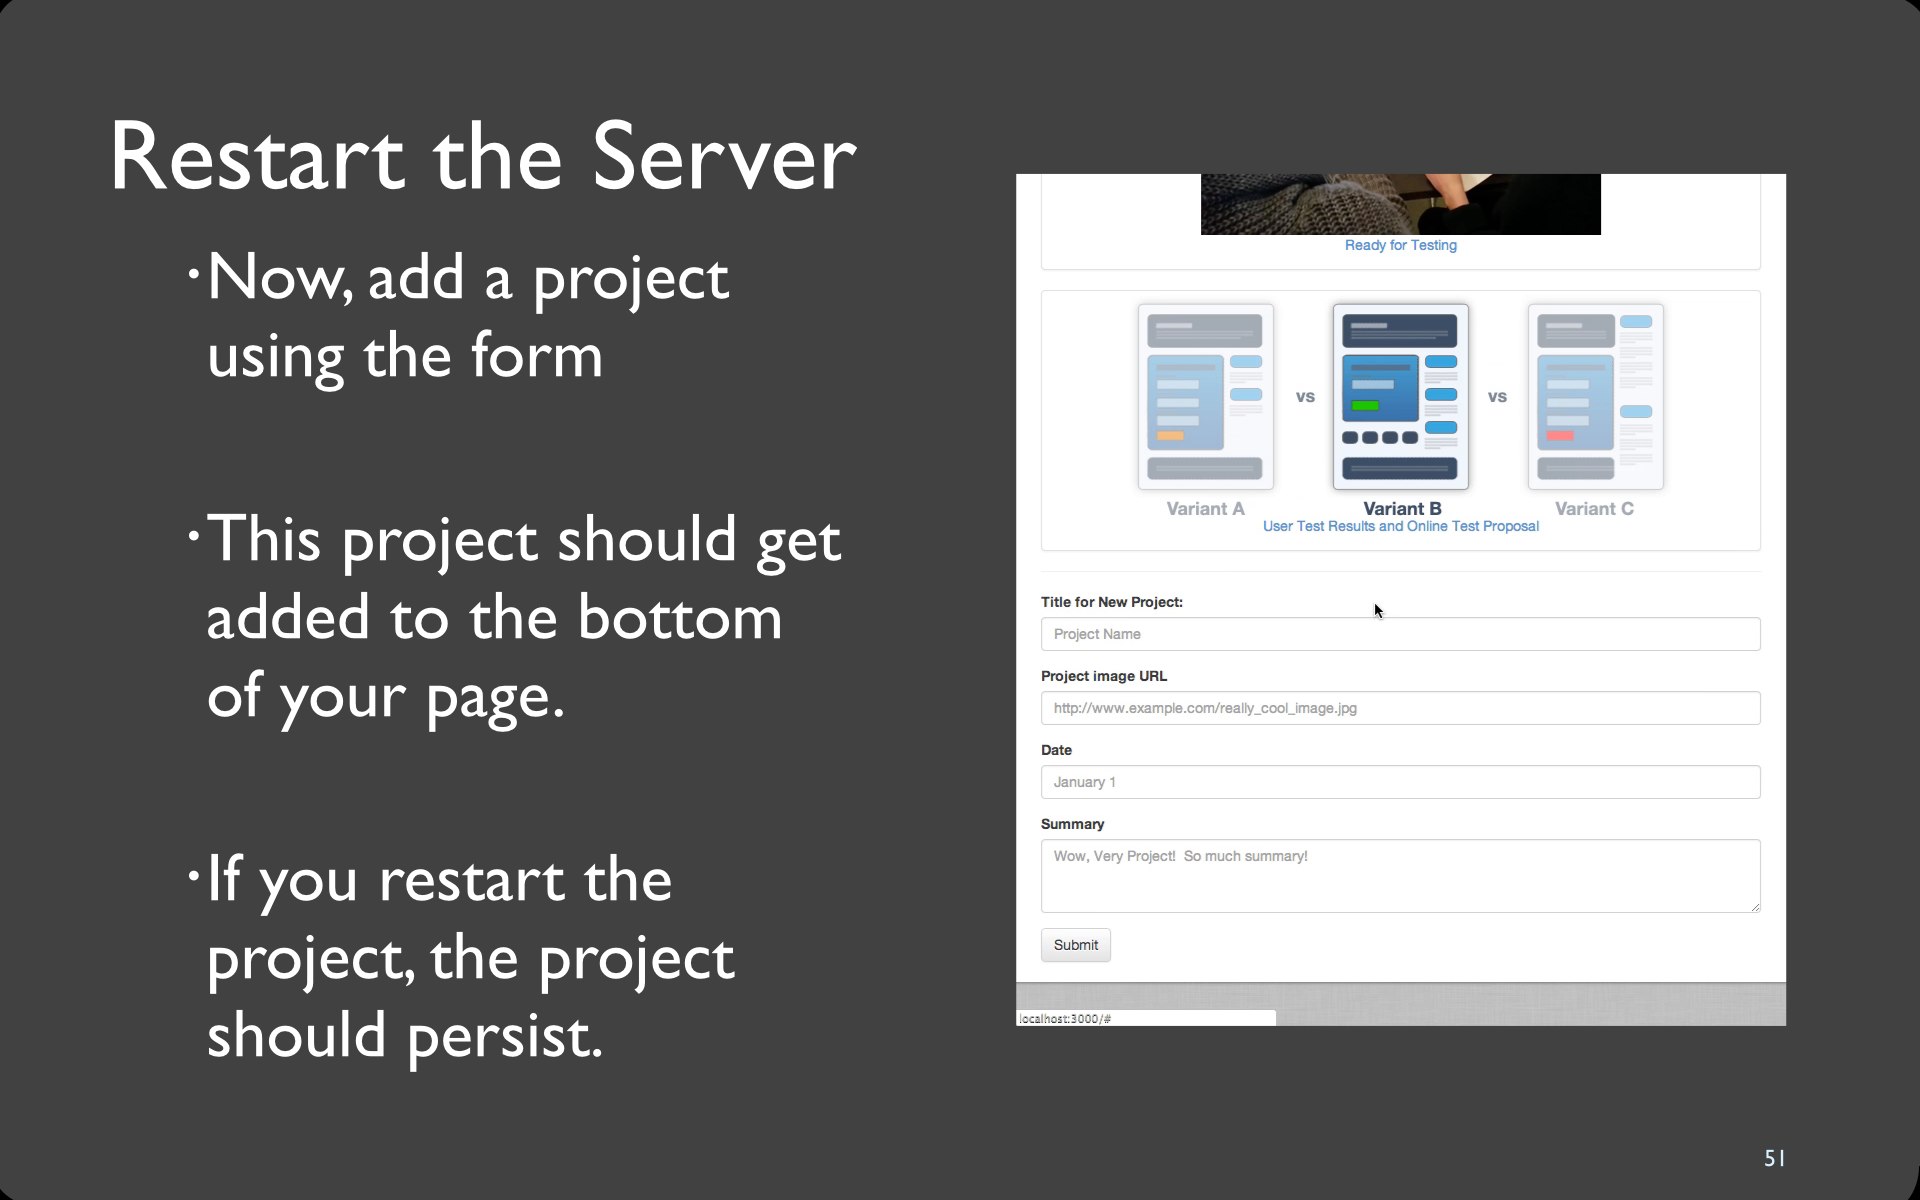 Restart the Server
•Now, add a project
using the form
•This project should get
added to the bottom
of your page.
•If you restart the
project, the project
should persist.
Ready for Testing
vs
vs
Variant A
Variant B
Variant C
User Test Results and Online Test Proposal
Title for New Project:
Project Name
Project image URL
http://www.example.com/really_cool_image.jpg
Date
January 1
Summary
Wow, Very Project!  So much summary!
Submit
localhost:3000/#
51